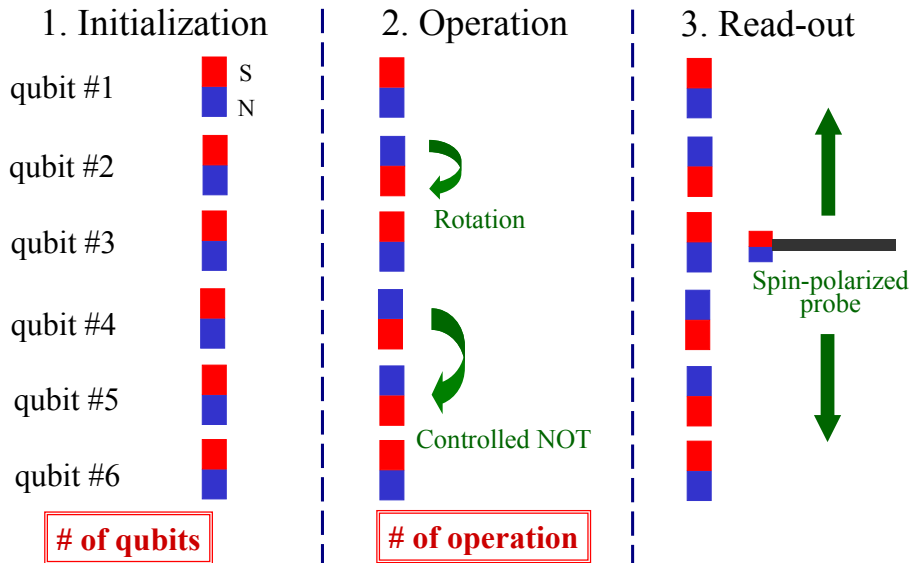 1. Initialization
qubit #1
S
N
qubit #2
qubit #3
qubit #4
qubit #5
qubit #6
# of qubits
2. Operation
Rotation
Controlled NOT
# of operation
3. Read-out
Spin-polarized
probe